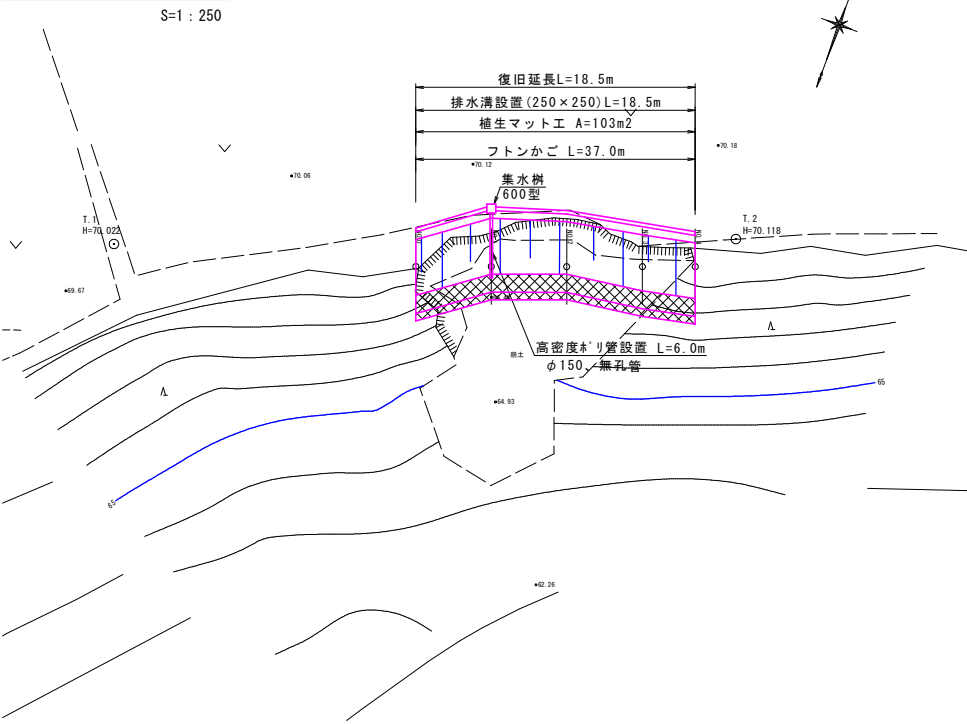 S=1：250
復旧延長L=18.5m
排水溝設置(250×250)L=18.5m
植生マット工 A=103m2
フトンかご L=37.0m
70.18
70.12
70.06
集水桝
600型
T.1
H=70.022
T.2
H=70.118
69.67
高密度ﾎﾟﾘ管設置 L=6.0m
φ150、無孔管
崩土
64.93
65
65
62.26